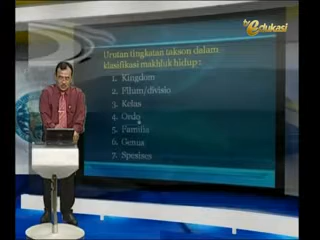 tv edukasi
Urutan tingkatan takson dalam
klasifikasi makhluk hidup :
1. Kingdom
2. Filum/divisio
3. Kelas
4. Ordo
5. Familia
6. Genus
7. Spesises